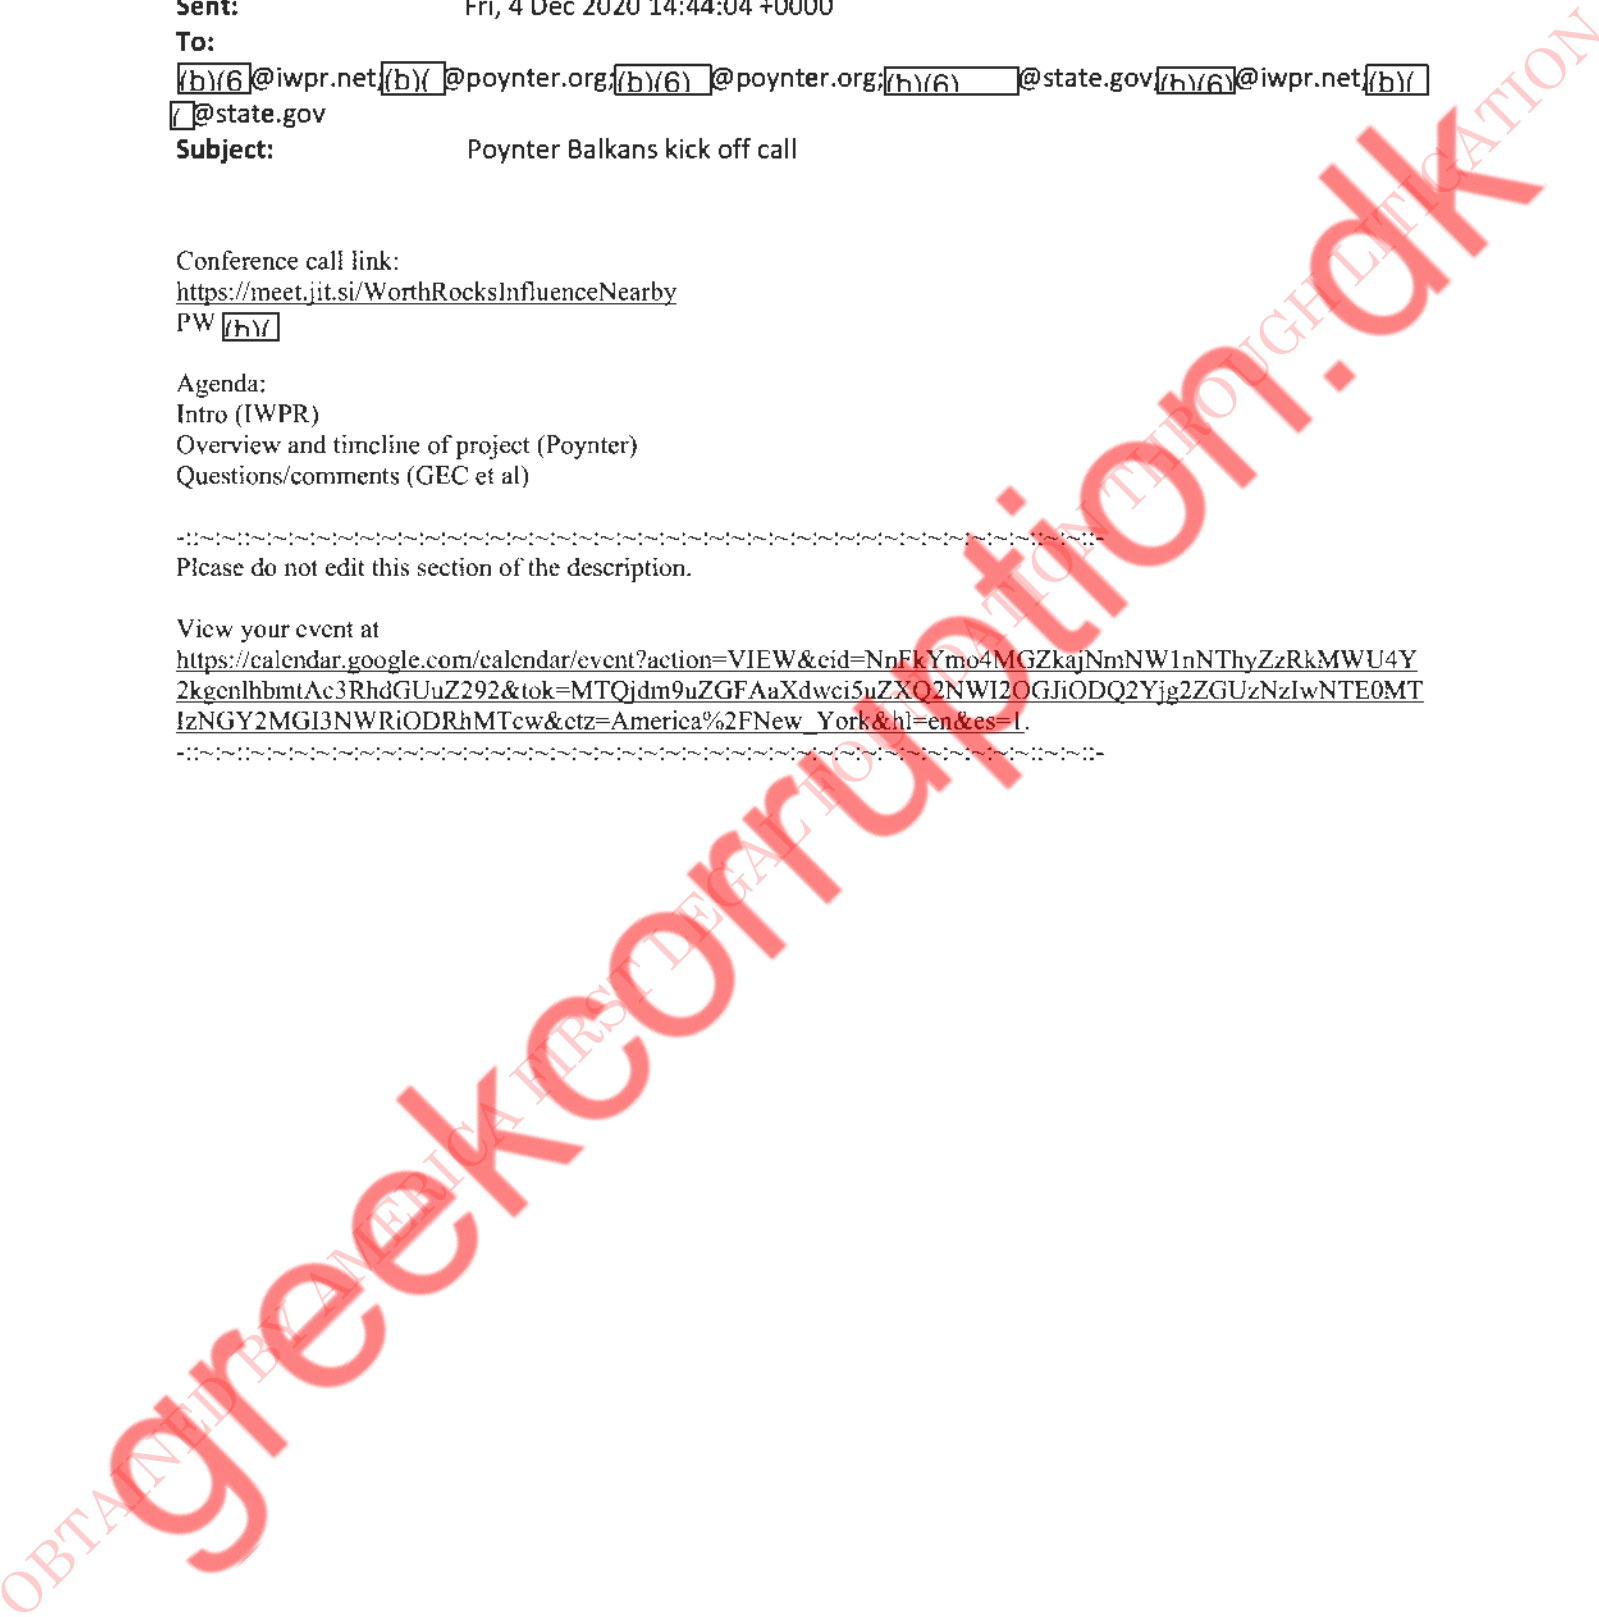 Sent: Fri, 4 Dec 2020 14:44:04 +0000
To:
(b)(6 @iwpr.net;(b)( @poynter.org;(b)(6) @poynter.org;(b)(6) @state.gov;(b)(6)@iwpr.net;(b)(
( @state.gov
Subject: Poynter Balkans kick off call
Conference call link:
https://meet.jit.si/WorthRocksInfluenceNearby
PW (b)(
Agenda:
Intro (IWPR)
Overview and timeline of project (Poynter)
Questions/comments (GEC et al)
-::~:~::~:~:~:~:~:~:~:~:~:~:~:~:~:~:~:~:~:~:~:~:~:~:~:~:~:~:~:~:~:~:~:~:~:~:~:~:~:~::~:~::-
Please do not edit this section of the description.
View your event at
https://calendar.google.com/calendar/event?action=VIEW&eid=NnFkYmo4MGZkajNmNW1nNThyZzRkMWU4Y
2kgcnlhbmtAc3RhdGUuZ292&tok=MTQjdm9uZGFAaXdwci5uZXQ2NWI2OGJiODQ2Yjg2ZGUzNzIwNTE0MT
IzNGY2MGI3NWRiODRhMTcw&ctz=America%2FNew_York&hl=en&es=1.
-::~:~::~:~:~:~:~:~:~:~:~:~:~:~:~:~:~:~:~:~:~:~:~:~:~:~:~:~:~:~:~:~:~:~:~:~:~:~:~:~::~:~::-
OBTAINED BY AMERICA FIRST LEGAL FOUNDATION THROUGH LITIGATION
greekcorruption.dk